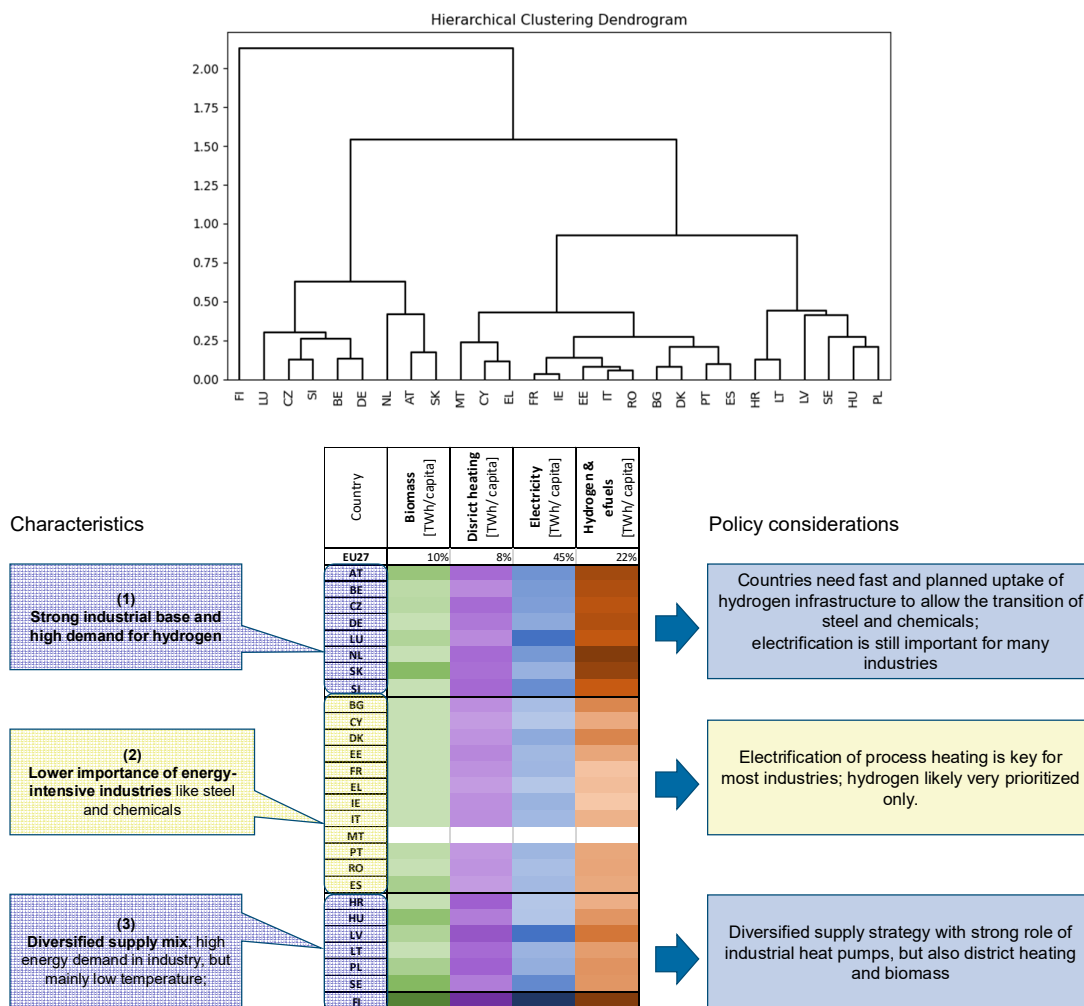 Hierarchical Clustering Dendrogram
2.00
1.75
1.50
1.25
1.00
0.75
0.50
0.25
0.00
FI LU CZ SI BE DE NL AT SK MT CY EL FR IE EE IT RO BG DK PT ES HR LT LV SE HU PL
Characteristics
Country
Biomass
[TWh/ capita]
Disrict heating
[TWh/ capita]
Electricity
[TWh/ capita]
Hydrogen &
efuels
[TWh/ capita]
Policy considerations
EU27 10% 8% 45% 22%
AT
BE
CZ
DE
LU
NL
SK
SI
BG
CY
DK
EE
FR
EL
IE
IT
MT
PT
RO
ES
HR
HU
LV
LT
PL
SE
FI
(1)
Strong industrial base and
high demand for hydrogen
Countries need fast and planned uptake of
hydrogen infrastructure to allow the transition of
steel and chemicals;
electrification is still important for many
industries
(2)
Lower importance of energy-
intensive industries like steel
and chemicals
Electrification of process heating is key for
most industries; hydrogen likely very prioritized
only.
(3)
Diversified supply mix; high
energy demand in industry, but
mainly low temperature;
Diversified supply strategy with strong role of
industrial heat pumps, but also district heating
and biomass